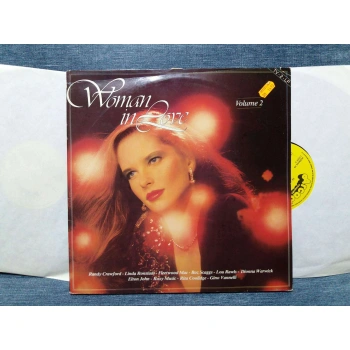 Woman
in Love
Volume 2
Randy Crawford - Linda Ronstadt - Fleetwood Mac - Boz Scaggs - Lou Rawls - Dionne Warwick
Elton John - Roxy Music - Rita Coolidge - Gino Vannelli